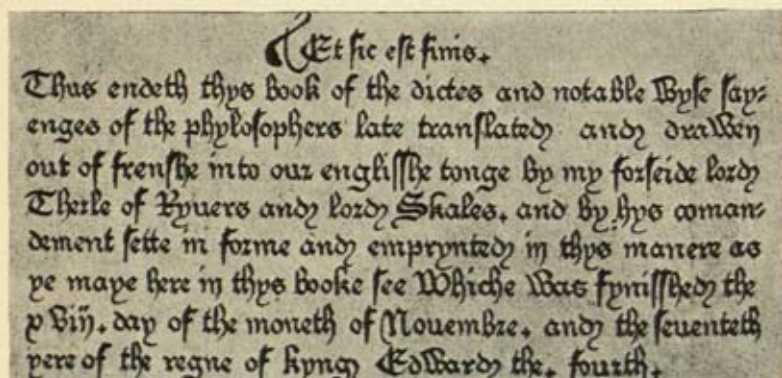 Et sic est finis.
Thus endeth thys book of the dictes and notable wyse say=
enges of the phylosophers late translated and drawen
out of frenshe into our englisshe tonge by my forseide lord
Therle of Ryuers and lord Skales. and by hys coman=
dement sette in forme and emprynted in thys manere as
ye maye here in thys booke see Whiche was fynisshed the
xviij. day of the moneth of Nouembre. and the seuenteth
yere of the regne of kyng Edward the. fourth.